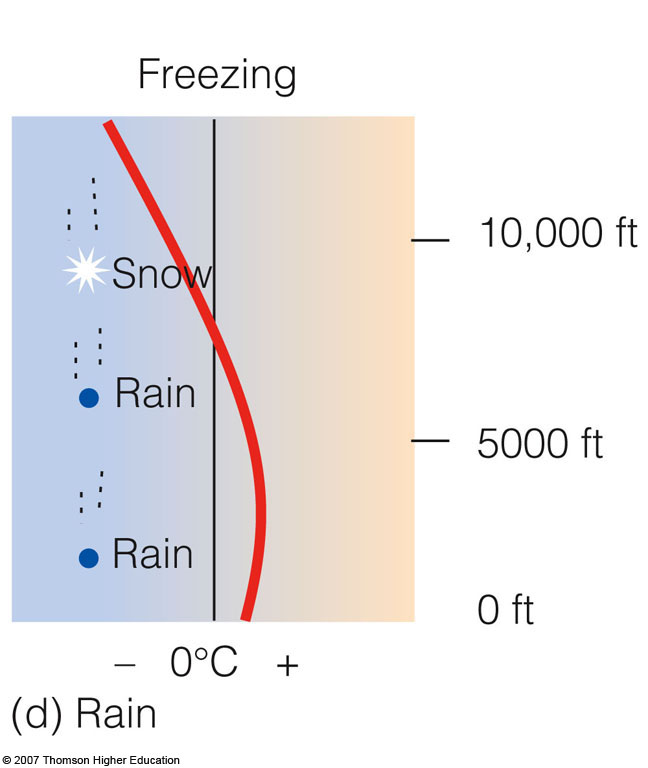 Freezing
10,000 ft
Snow
Rain
5000 ft
Rain
0 ft
– 0°C +
(d) Rain
© 2007 Thomson Higher Education